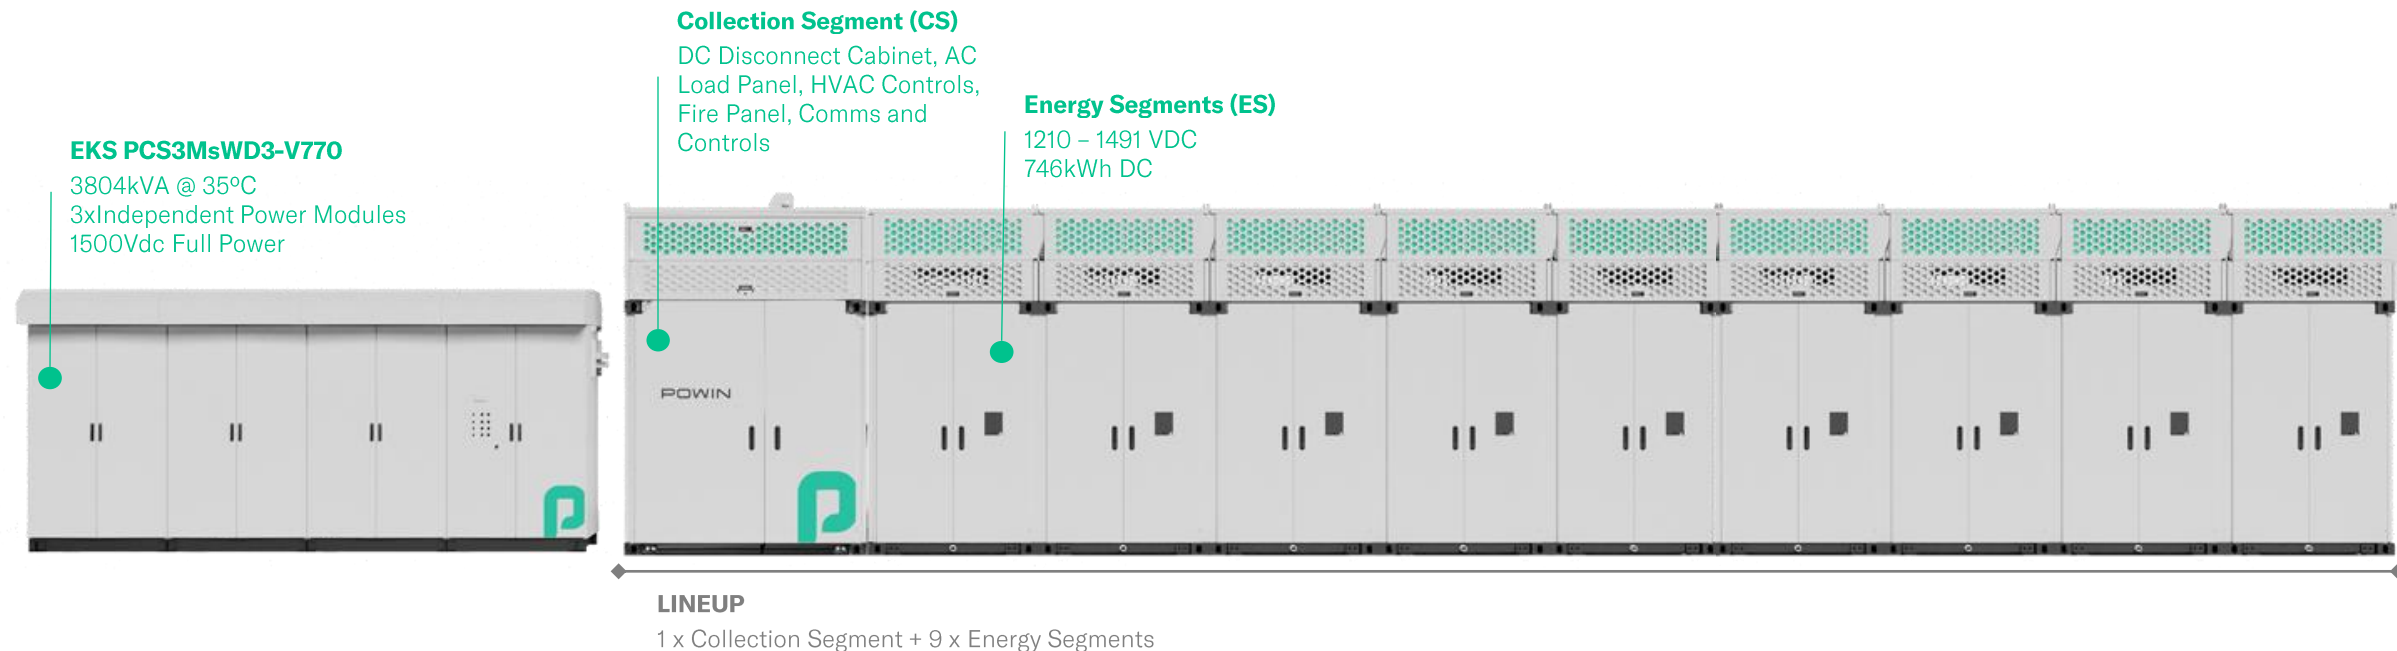 Collection Segment (CS)
DC Disconnect Cabinet, AC
Load Panel, HVAC Controls,
Fire Panel, Comms and
Controls
Energy Segments (ES)
1210 – 1491 VDC
746kWh DC
EKS PCS3MsWD3-V770
3804kVA @ 35ºC
3xIndependent Power Modules
1500Vdc Full Power
POWIN
LINEUP
1 x Collection Segment + 9 x Energy Segments